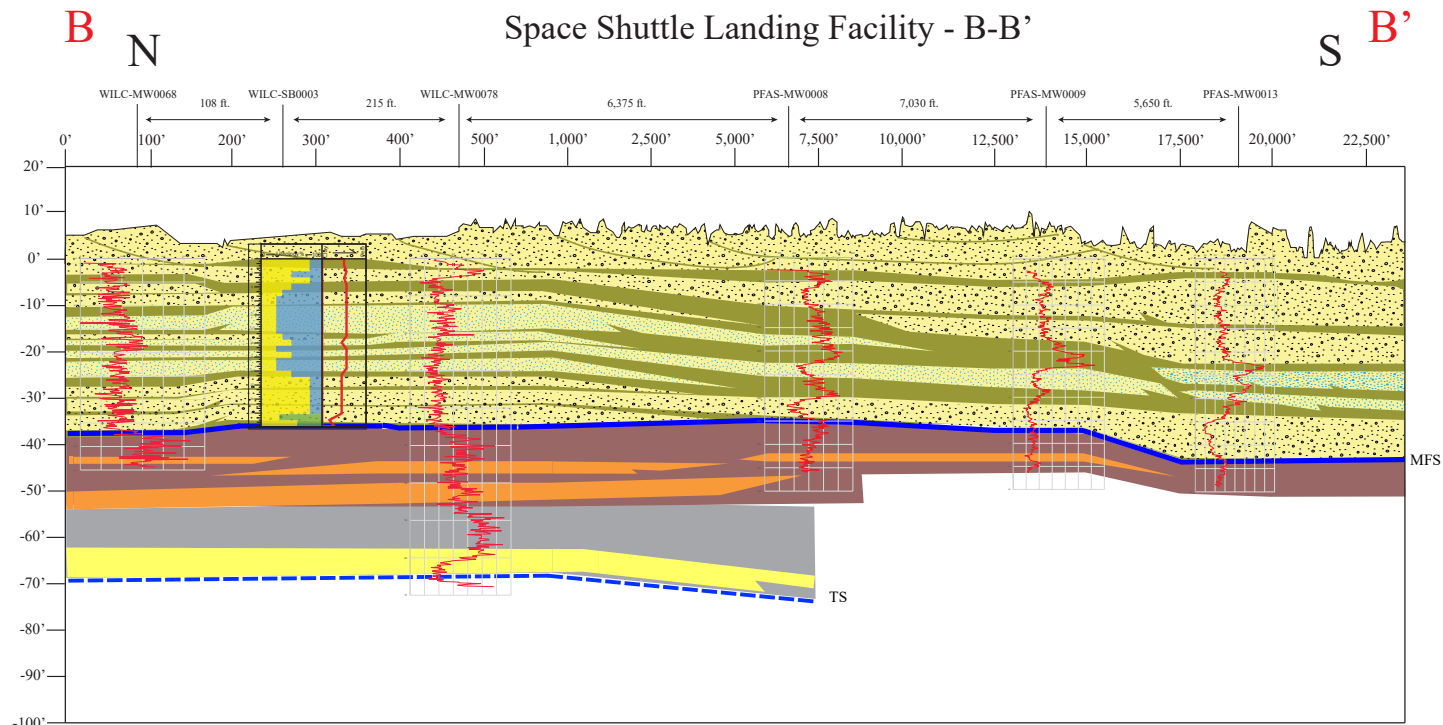 B Space Shuttle Landing Facility - B-B’ B’
N S
WILC-MW0068 WILC-SB0003 WILC-MW0078 PFAS-MW0008 PFAS-MW0009 PFAS-MW0013
108 ft. 215 ft. 6,375 ft. 7,030 ft. 5,650 ft.
0’ 100’ 200’ 300’ 400’ 500’ 1,000’ 2,500’ 5,000’ 7,500’ 10,000’ 12,500’ 15,000’ 17,500’ 20,000’ 22,500’
20’
10’
0’
-10’
-20’
-30’
-40’
MFS
-50’
-60’
-70’
TS
-80’
-90’
-100’